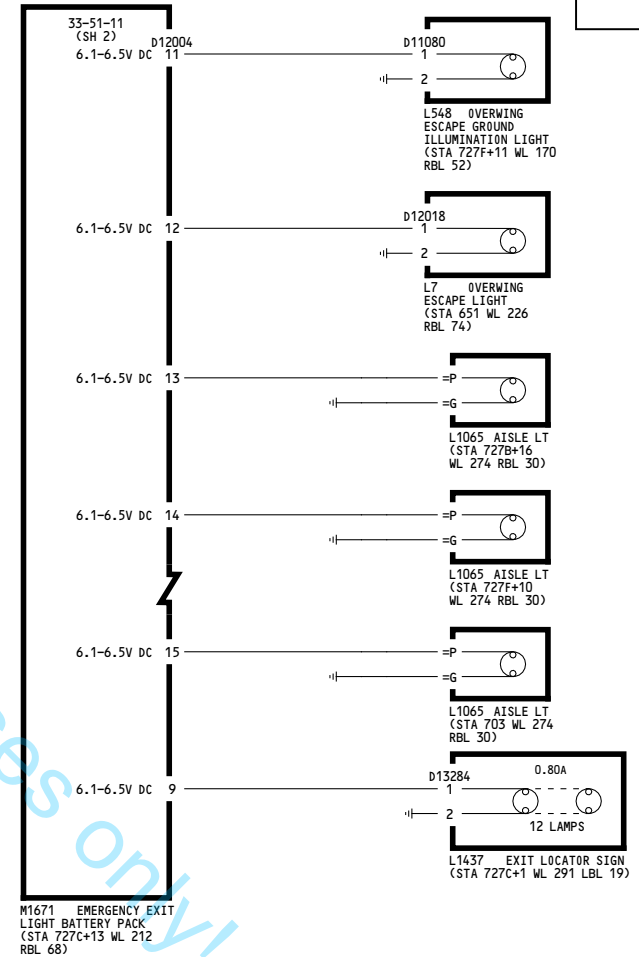 33-51-11
(SH 2)
D12004
6.1-6.5V DC 11
D11080
1
2
L548 OVERWING
ESCAPE GROUND
ILLUMINATION LIGHT
(STA 727F+11 WL 170
RBL 52)
6.1-6.5V DC 12
D12018
1
2
L7 OVERWING
ESCAPE LIGHT
(STA 651 WL 226
RBL 74)
6.1-6.5V DC 13
=P
=G
L1065 AISLE LT
(STA 727B+16
WL 274 RBL 30)
6.1-6.5V DC 14
=P
=G
L1065 AISLE LT
(STA 727F+10
WL 274 RBL 30)
6.1-6.5V DC 15
=P
=G
L1065 AISLE LT
(STA 703 WL 274
RBL 30)
6.1-6.5V DC 9
D13284
1
2
0.80A
12 LAMPS
L1437 EXIT LOCATOR SIGN
(STA 727C+1 WL 291 LBL 19)
M1671 EMERGENCY EXIT
LIGHT BATTERY PACK
(STA 727C+13 WL 212
RBL 68)
only!